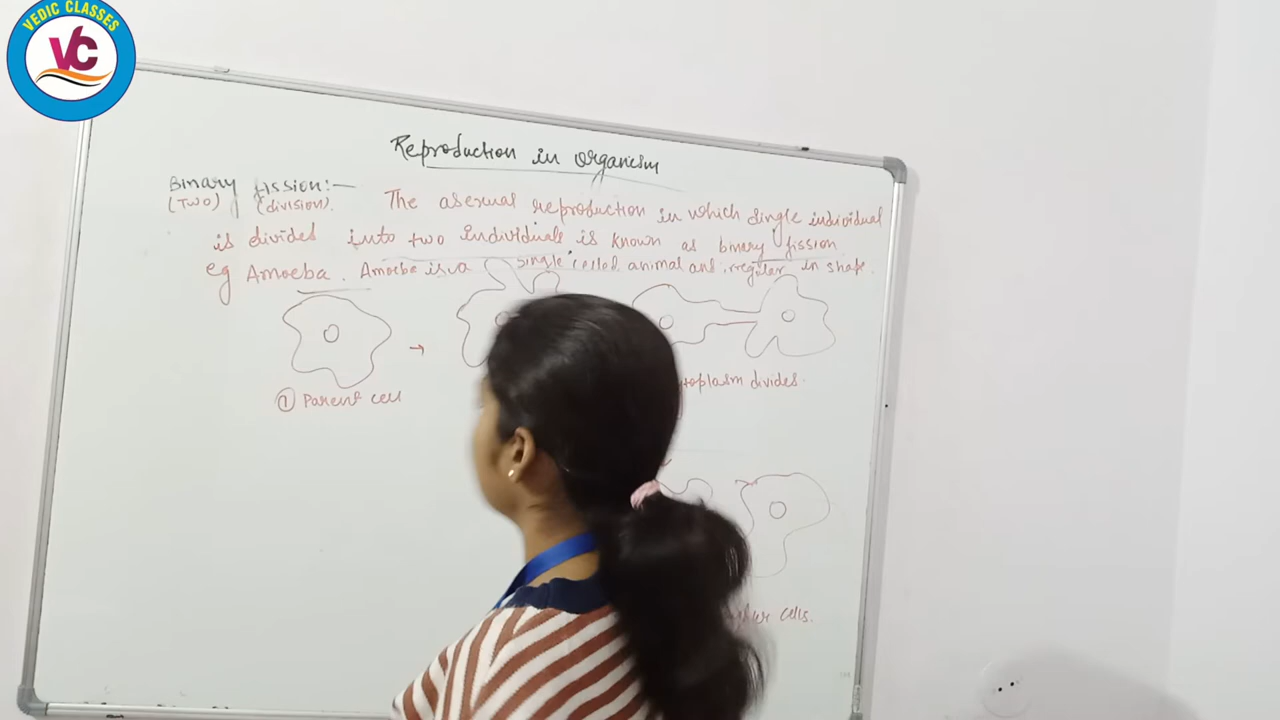 VEDIC CLASSES
VC
Reproduction in organism
Binary fission:—
(Two) (division).
The asexual reproduction in which single individual
is divided into two individuals is known as binary fission
eg Amoeba. Amoeba is a single celled animal and irregular in shape.
① Parent cell
→
toplasm divides.
cells.